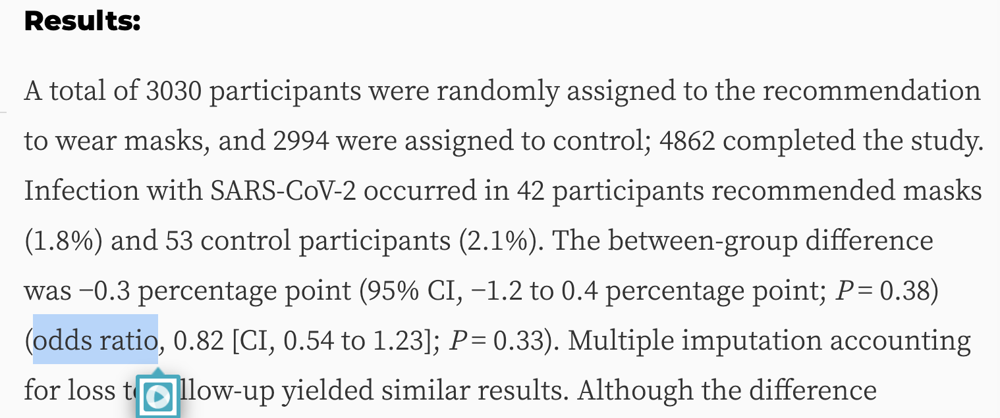 Results:
A total of 3030 participants were randomly assigned to the recommendation
to wear masks, and 2994 were assigned to control; 4862 completed the study.
Infection with SARS-CoV-2 occurred in 42 participants recommended masks
(1.8%) and 53 control participants (2.1%). The between-group difference
was −0.3 percentage point (95% CI, −1.2 to 0.4 percentage point; P = 0.38)
(odds ratio, 0.82 [CI, 0.54 to 1.23]; P = 0.33). Multiple imputation accounting
for loss llow-up yielded similar results. Although the difference